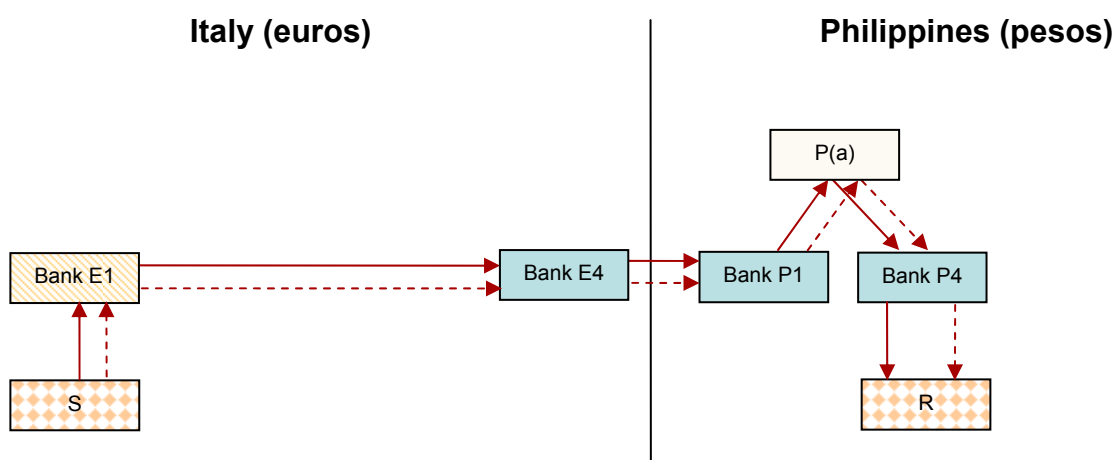 Italy (euros)
Philippines (pesos)
P(a)
Bank E1
Bank E4
Bank P1
Bank P4
S
R